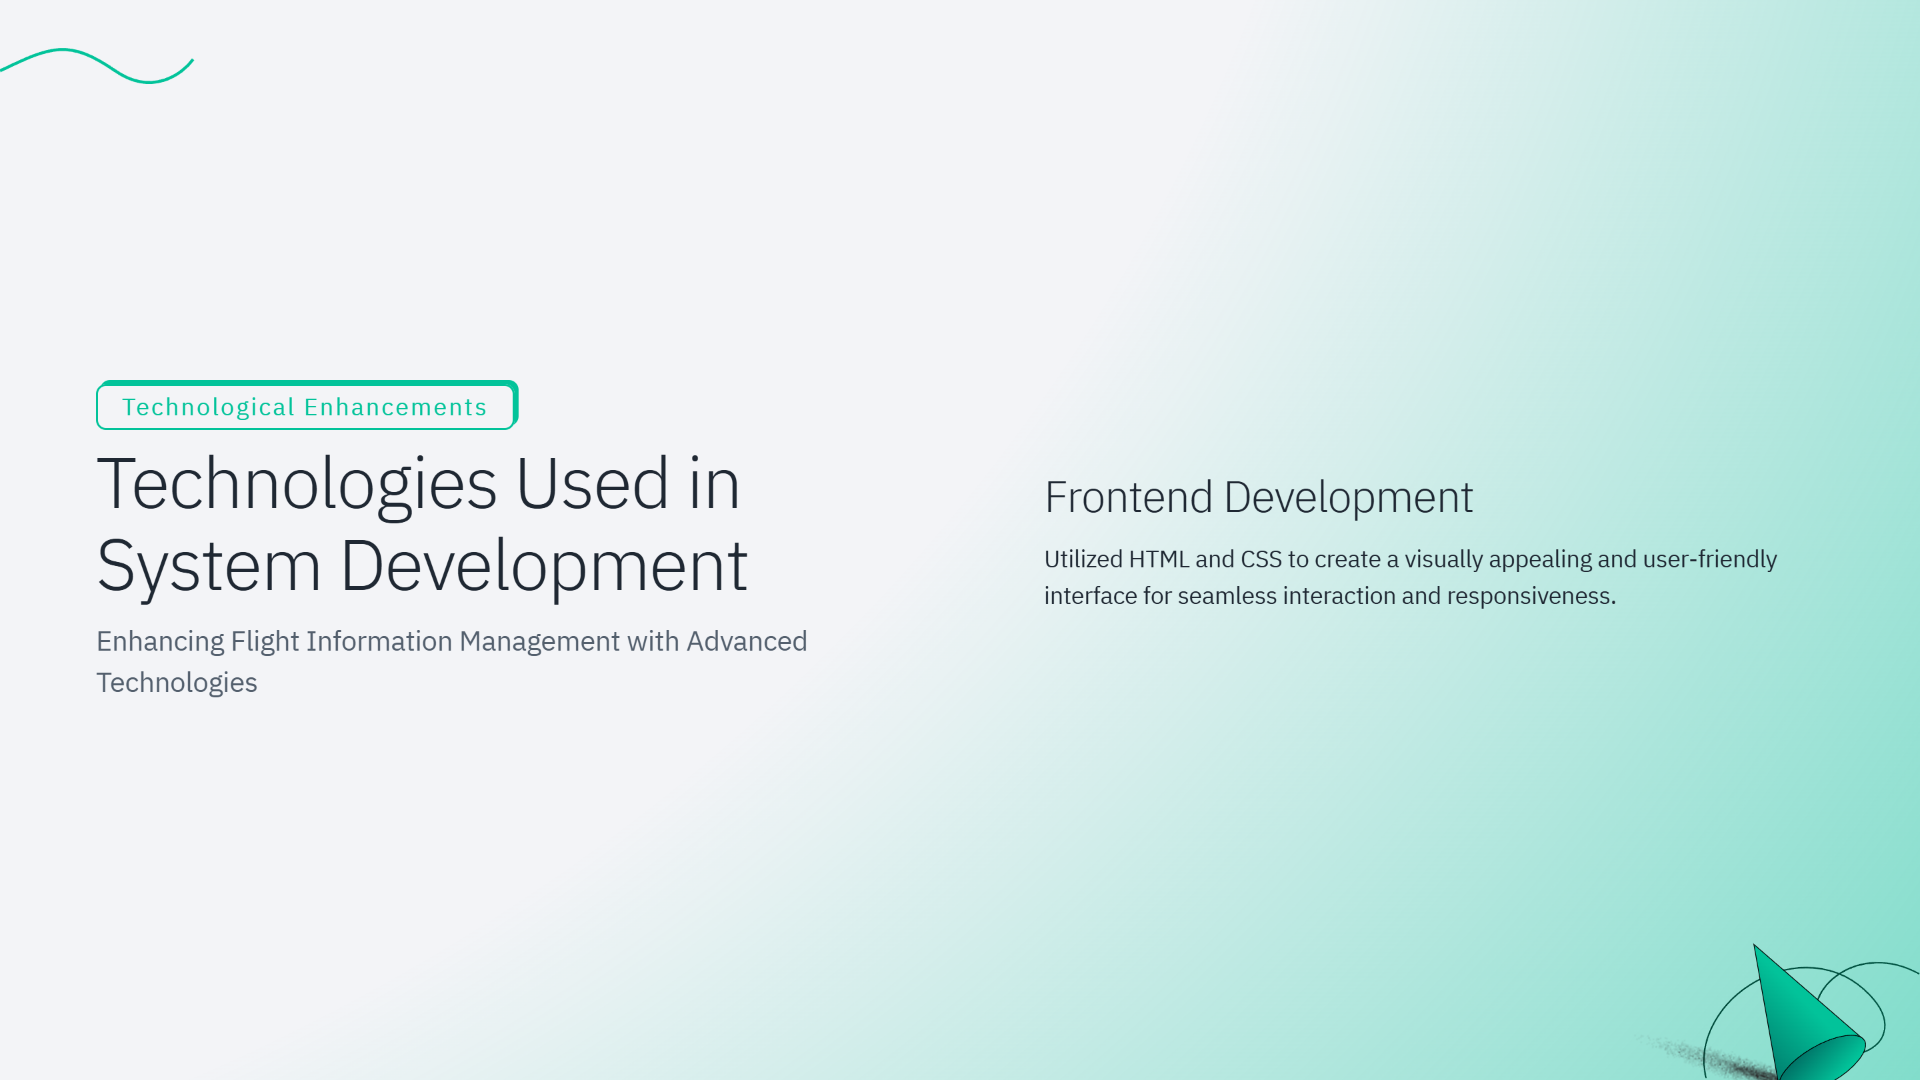 Technological Enhancements
Technologies Used in
System Development
Enhancing Flight Information Management with Advanced
Technologies
Frontend Development
Utilized HTML and CSS to create a visually appealing and user-friendly
interface for seamless interaction and responsiveness.